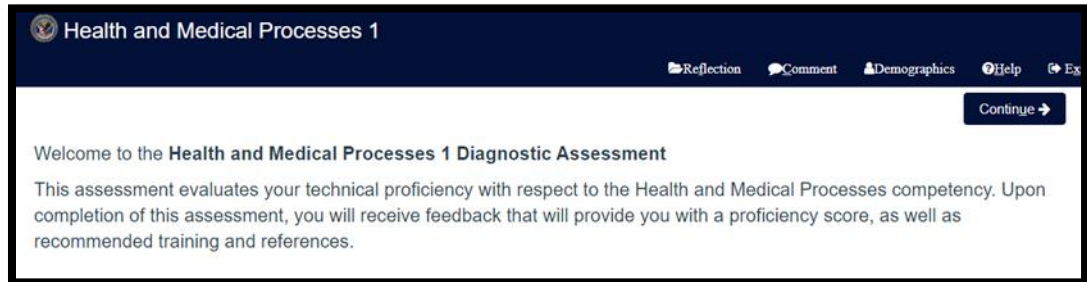 Health and Medical Processes 1
Reflection Comment Demographics Help Ex
Continue →
Welcome to the Health and Medical Processes 1 Diagnostic Assessment
This assessment evaluates your technical proficiency with respect to the Health and Medical Processes competency. Upon
completion of this assessment, you will receive feedback that will provide you with a proficiency score, as well as
recommended training and references.